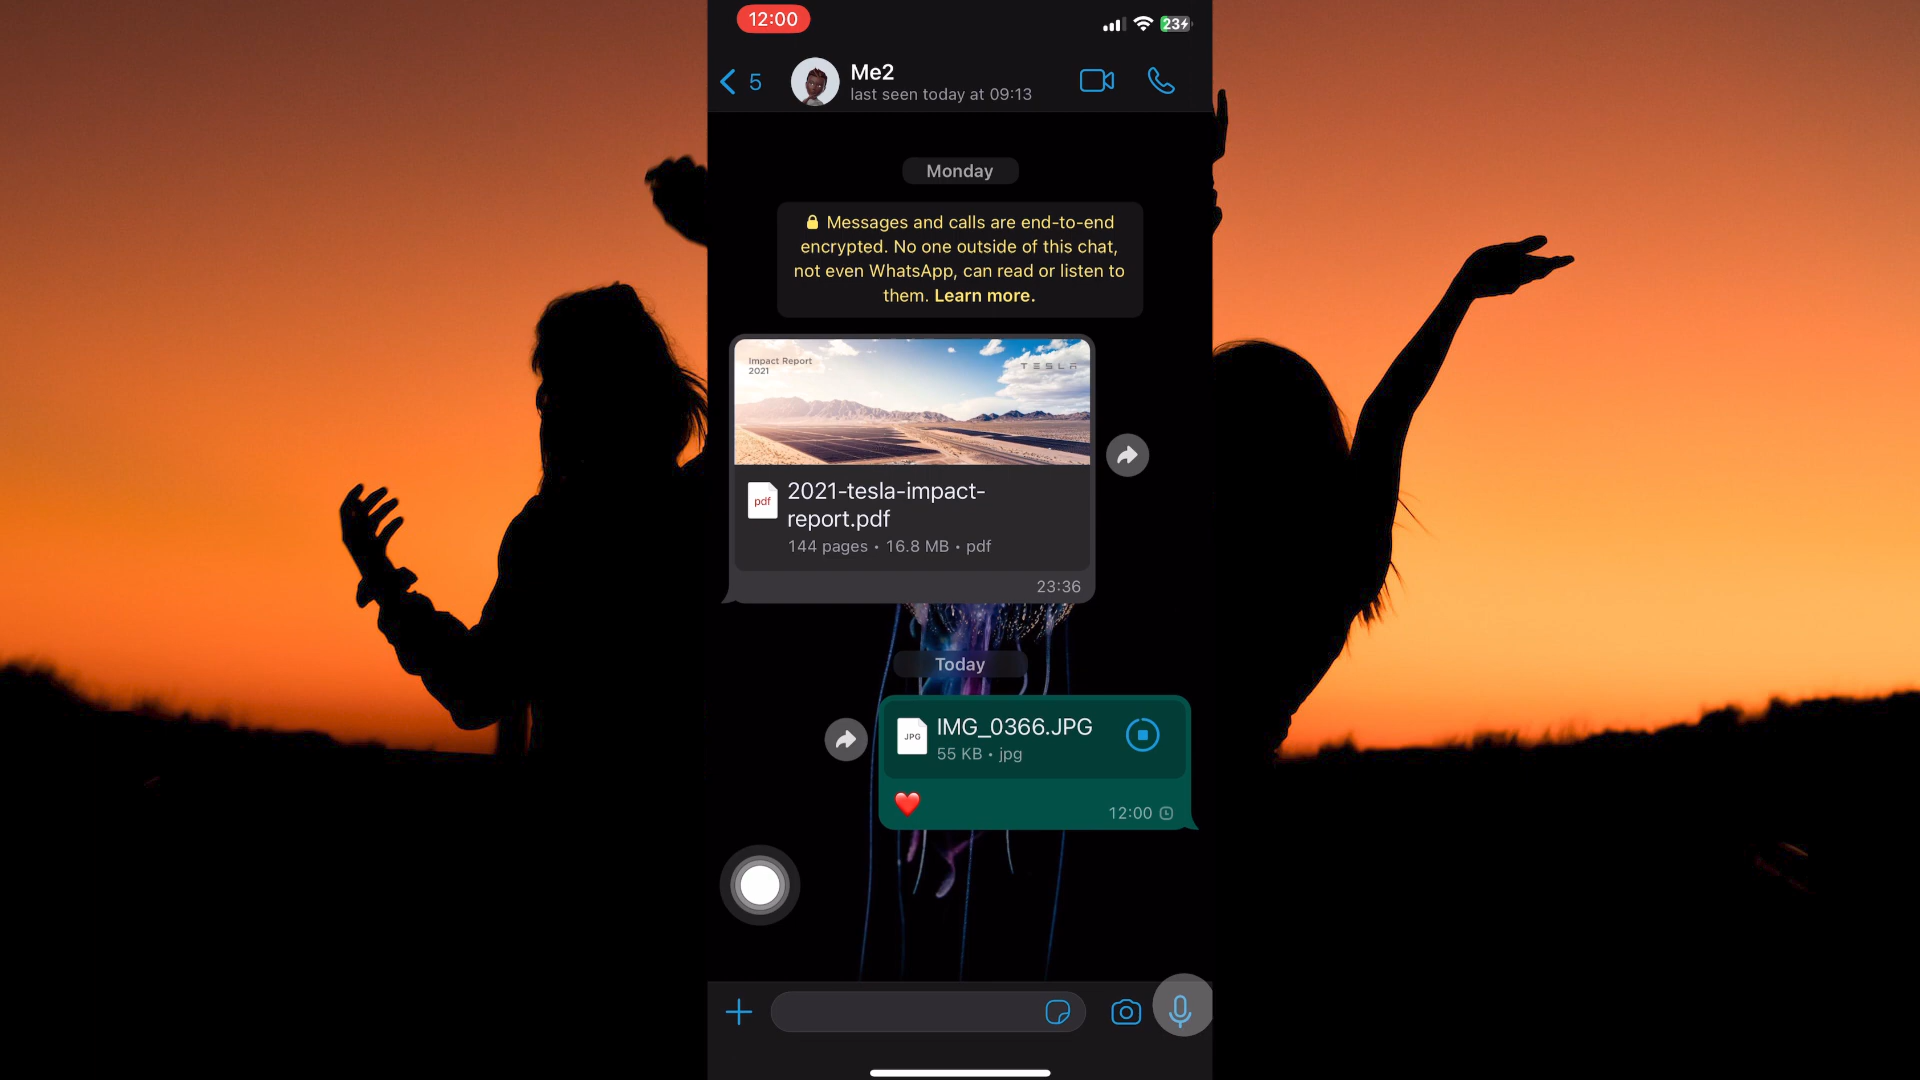 12:00
23
5
Me2
last seen today at 09:13
Monday
Messages and calls are end-to-end
encrypted. No one outside of this chat,
not even WhatsApp, can read or listen to
them. Learn more.
Impact Report
2021
TESLA
pdf
2021-tesla-impact-
report.pdf
144 pages • 16.8 MB • pdf
23:36
Today
JPG
IMG_0366.JPG
55 KB • jpg
❤️
12:00